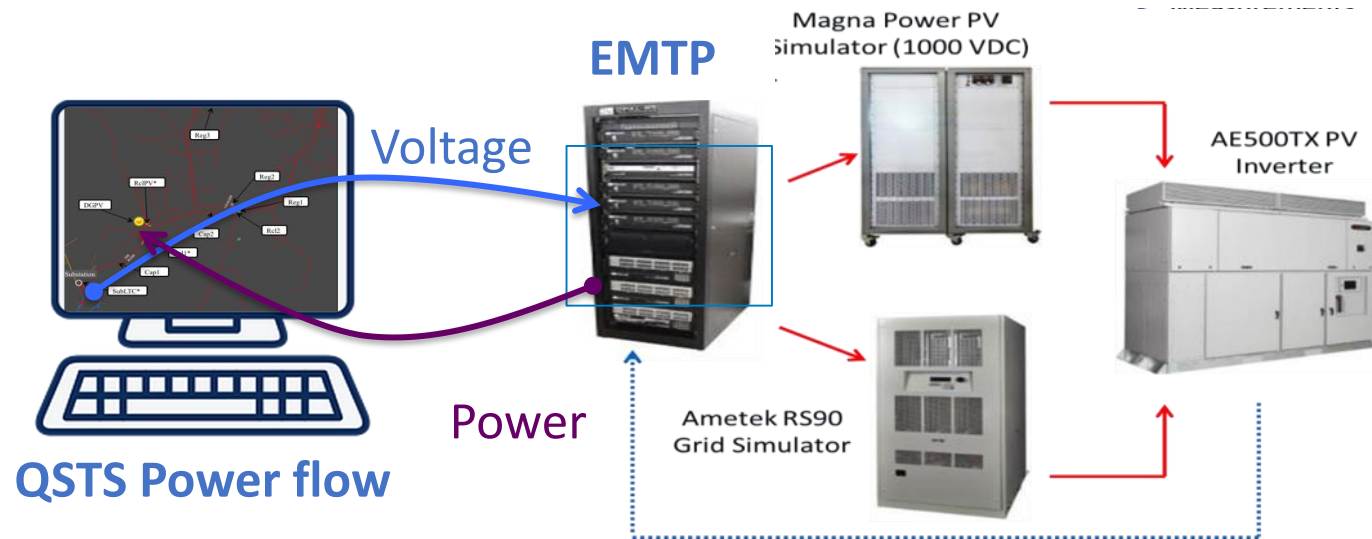 Magna Power PV
Simulator (1000 VDC)
EMTP
Voltage
AE500TX PV
Inverter
Reg3
RclPV*
Reg2
DGPV
Reg1
Rcl2
Cap2
Cap1
Substation
SubLTC*
Power
Ametek RS90
Grid Simulator
QSTS Power flow